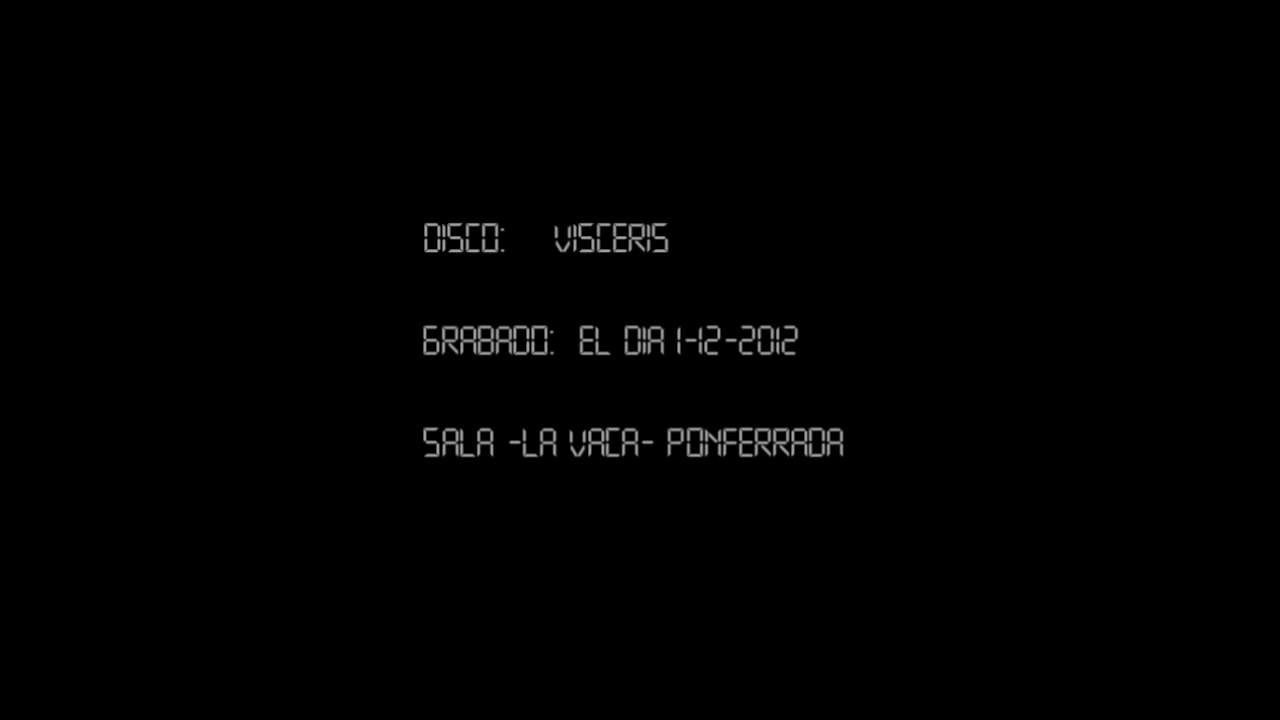 DISCO: VISCERIS
GRABADO: EL DIA 1-12-2012
SALA -LA VACA- PONFERRADA